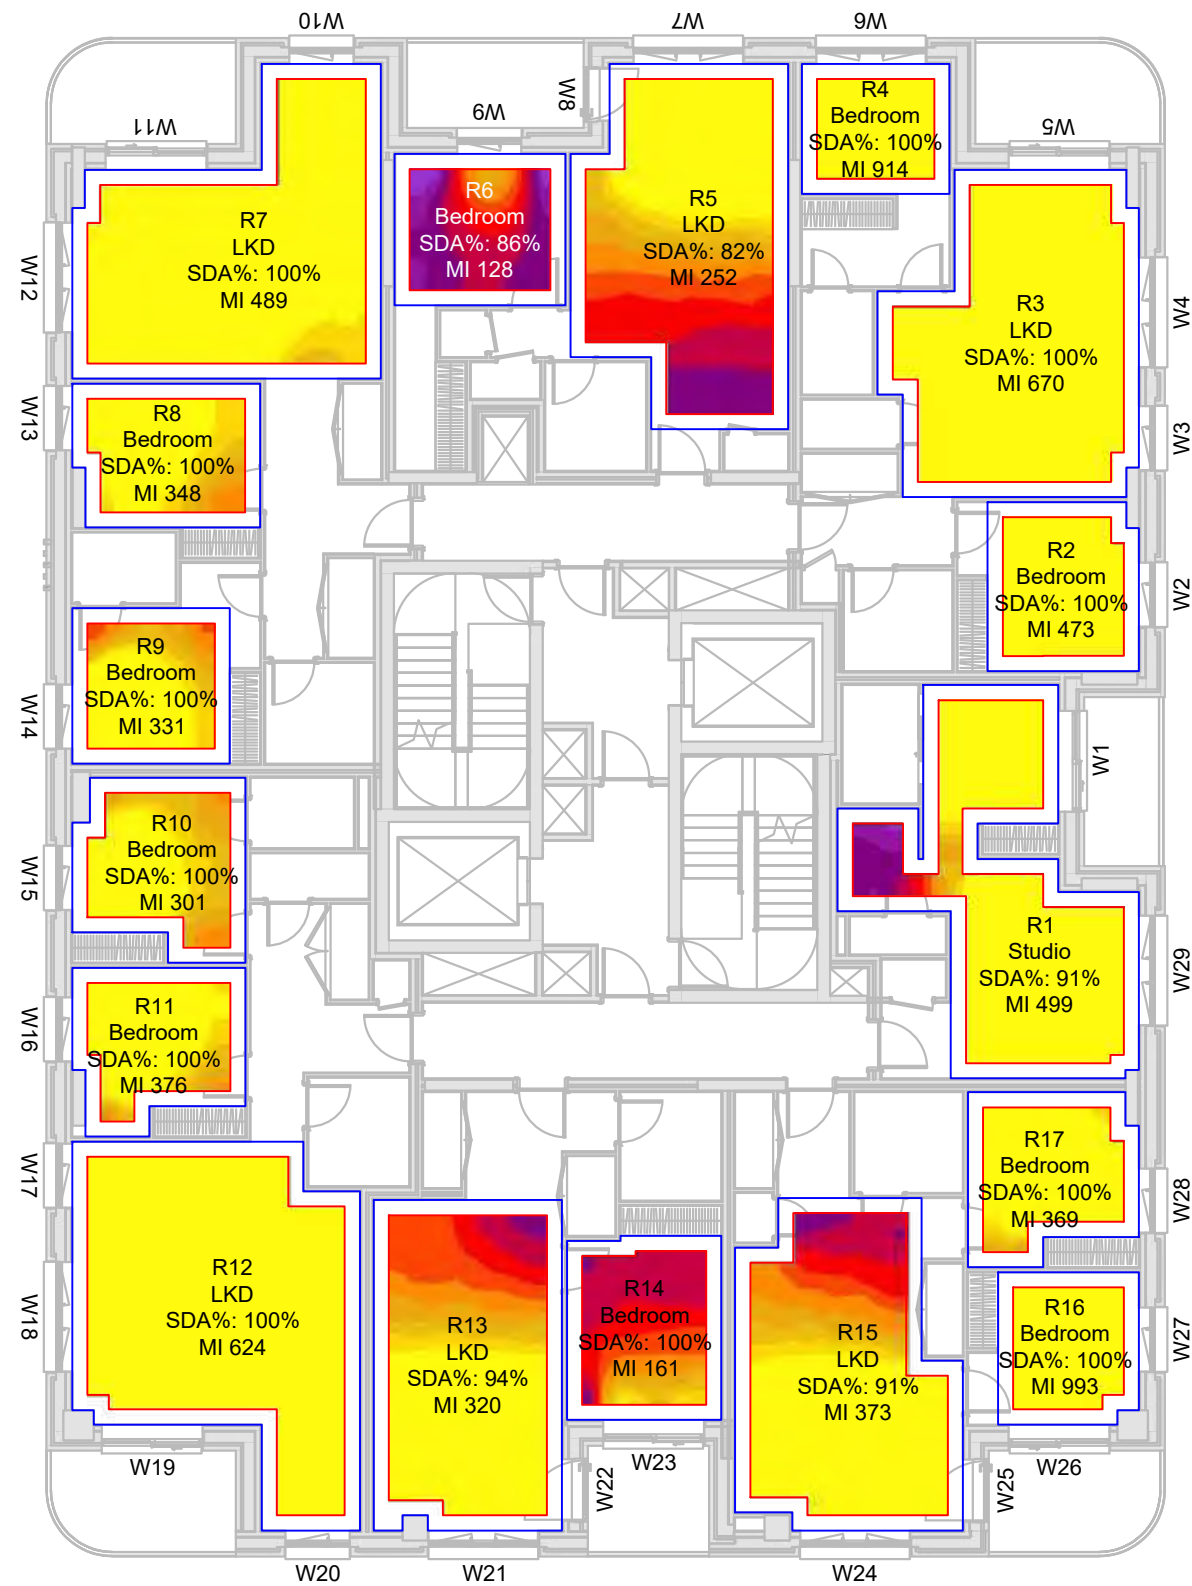 W10
W7
W6
W11
W9
W8
W5
R4
Bedroom
SDA%: 100%
MI 914
R6
Bedroom
SDA%: 86%
MI 128
R5
LKD
SDA%: 82%
MI 252
R7
LKD
SDA%: 100%
MI 489
W12
R3
LKD
SDA%: 100%
MI 670
W4
W13
R8
Bedroom
SDA%: 100%
MI 348
W3
R2
Bedroom
SDA%: 100%
MI 473
W2
R9
Bedroom
SDA%: 100%
MI 331
W14
W1
R10
Bedroom
SDA%: 100%
MI 301
W15
R1
Studio
SDA%: 91%
MI 499
W29
R11
Bedroom
SDA%: 100%
MI 376
W16
R17
Bedroom
SDA%: 100%
MI 369
W28
W17
R12
LKD
SDA%: 100%
MI 624
W18
R13
LKD
SDA%: 94%
MI 320
R14
Bedroom
SDA%: 100%
MI 161
R15
LKD
SDA%: 91%
MI 373
R16
Bedroom
SDA%: 100%
MI 993
W27
W19
W22
W23
W25
W26
W20
W21
W24